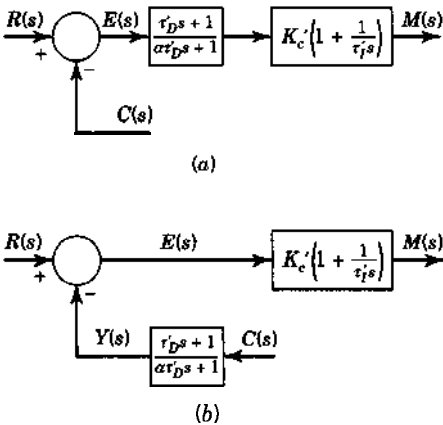 R(s) E(s) τ′_D s + 1 / ατ′_D s + 1 K_c′(1 + 1/τ′_I s) M(s)
+ −
C(s)
(a)
R(s) E(s) K_c′(1 + 1/τ′_I s) M(s)
+ −
Y(s) τ′_D s + 1 / ατ′_D s + 1 C(s)
(b)